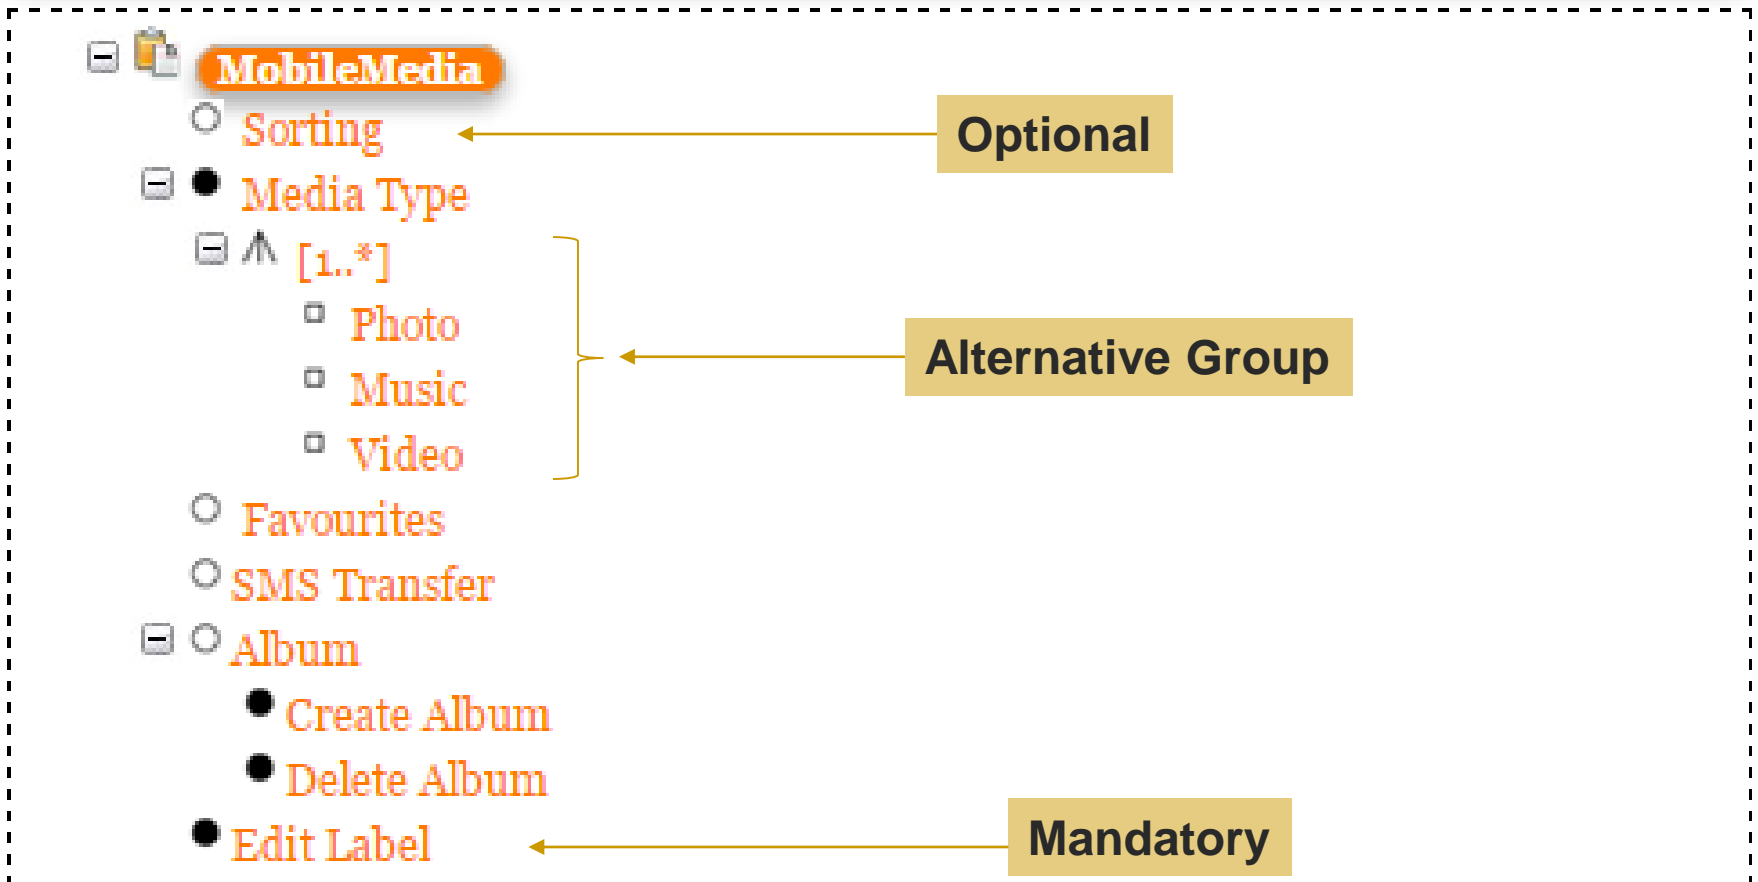 MobileMedia
Sorting
Optional
Media Type
[1..*]
Photo
Alternative Group
Music
Video
Favourites
SMS Transfer
Album
Create Album
Delete Album
Edit Label
Mandatory